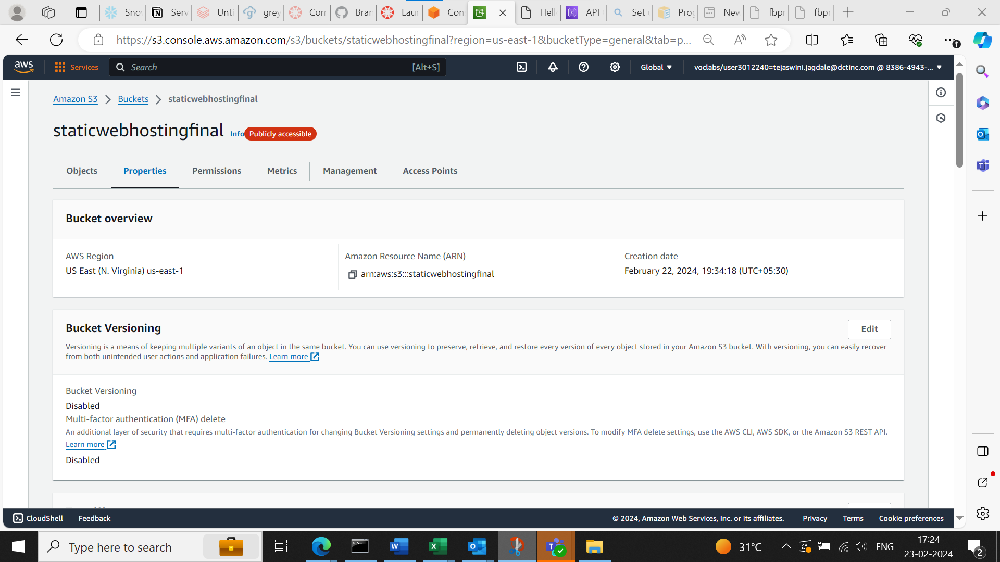 Sno
Serv
Unti
grey
Com
Bran
Laun
Con
Hell
API
Set
Prog
New
fbpr
fbpr
https://s3.console.aws.amazon.com/s3/buckets/staticwebhostingfinal?region=us-east-1&bucketType=general&tab=p...
aws
Services
Search
[Alt+S]
Global
voclabs/user3012240=tejaswini.jagdale@dctinc.com @ 8386-4943-...
Amazon S3
Buckets
staticwebhostingfinal
staticwebhostingfinal Info Publicly accessible
Objects
Properties
Permissions
Metrics
Management
Access Points
Bucket overview
AWS Region
US East (N. Virginia) us-east-1
Amazon Resource Name (ARN)
arn:aws:s3:::staticwebhostingfinal
Creation date
February 22, 2024, 19:34:18 (UTC+05:30)
Bucket Versioning
Edit
Versioning is a means of keeping multiple variants of an object in the same bucket. You can use versioning to preserve, retrieve, and restore every version of every object stored in your Amazon S3 bucket. With versioning, you can easily recover
from both unintended user actions and application failures. Learn more
Bucket Versioning
Disabled
Multi-factor authentication (MFA) delete
An additional layer of security that requires multi-factor authentication for changing Bucket Versioning settings and permanently deleting object versions. To modify MFA delete settings, use the AWS CLI, AWS SDK, or the Amazon S3 REST API.
Learn more
Disabled
CloudShell
Feedback
© 2024, Amazon Web Services, Inc. or its affiliates.
Privacy
Terms
Cookie preferences
Type here to search
31°C
ENG
17:24
23-02-2024
2